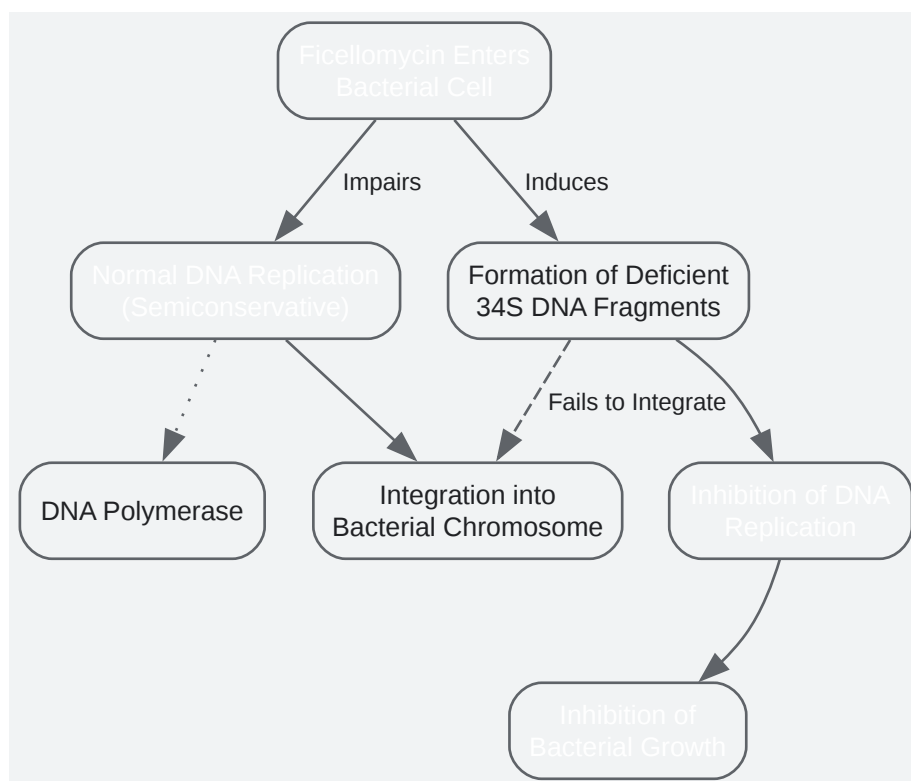 Ficellomycin Enters
Bacterial Cell
Impairs
Induces
Normal DNA Replication
(Semiconservative)
Formation of Deficient
34S DNA Fragments
Fails to Integrate
DNA Polymerase
Integration into
Bacterial Chromosome
Inhibition of DNA
Replication
Inhibition of
Bacterial Growth